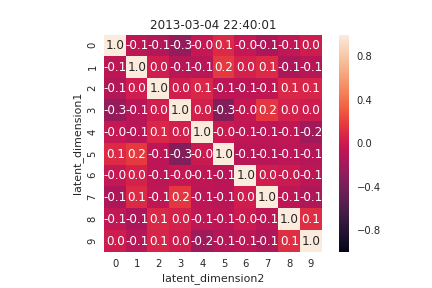 2013-03-04 22:40:01
latent_dimension1
0 1.0 -0.1 -0.1 -0.3 -0.0 0.1 -0.0 -0.1 -0.1 0.0
1 -0.1 1.0 0.0 -0.1 -0.1 0.2 0.0 0.1 -0.1 -0.1
2 -0.1 0.0 1.0 0.0 0.1 -0.1 -0.1 -0.1 0.1 0.1
3 -0.3 -0.1 0.0 1.0 0.0 -0.3 -0.0 0.2 0.0 0.0
4 -0.0 -0.1 0.1 0.0 1.0 -0.0 -0.1 -0.1 -0.1 -0.2
5 0.1 0.2 -0.1 -0.3 -0.0 1.0 -0.1 -0.1 -0.1 -0.1
6 -0.0 0.0 -0.1 -0.0 -0.1 -0.1 1.0 0.0 -0.0 -0.1
7 -0.1 0.1 -0.1 0.2 -0.1 -0.1 0.0 1.0 -0.1 -0.1
8 -0.1 -0.1 0.1 0.0 -0.1 -0.1 -0.0 -0.1 1.0 0.1
9 0.0 -0.1 0.1 0.0 -0.2 -0.1 -0.1 -0.1 0.1 1.0
0 1 2 3 4 5 6 7 8 9
latent_dimension2
0.8
0.4
0.0
-0.4
-0.8